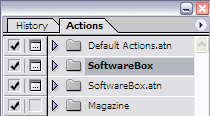 History Actions
Default Actions.atn
SoftwareBox
SoftwareBox.atn
Magazine